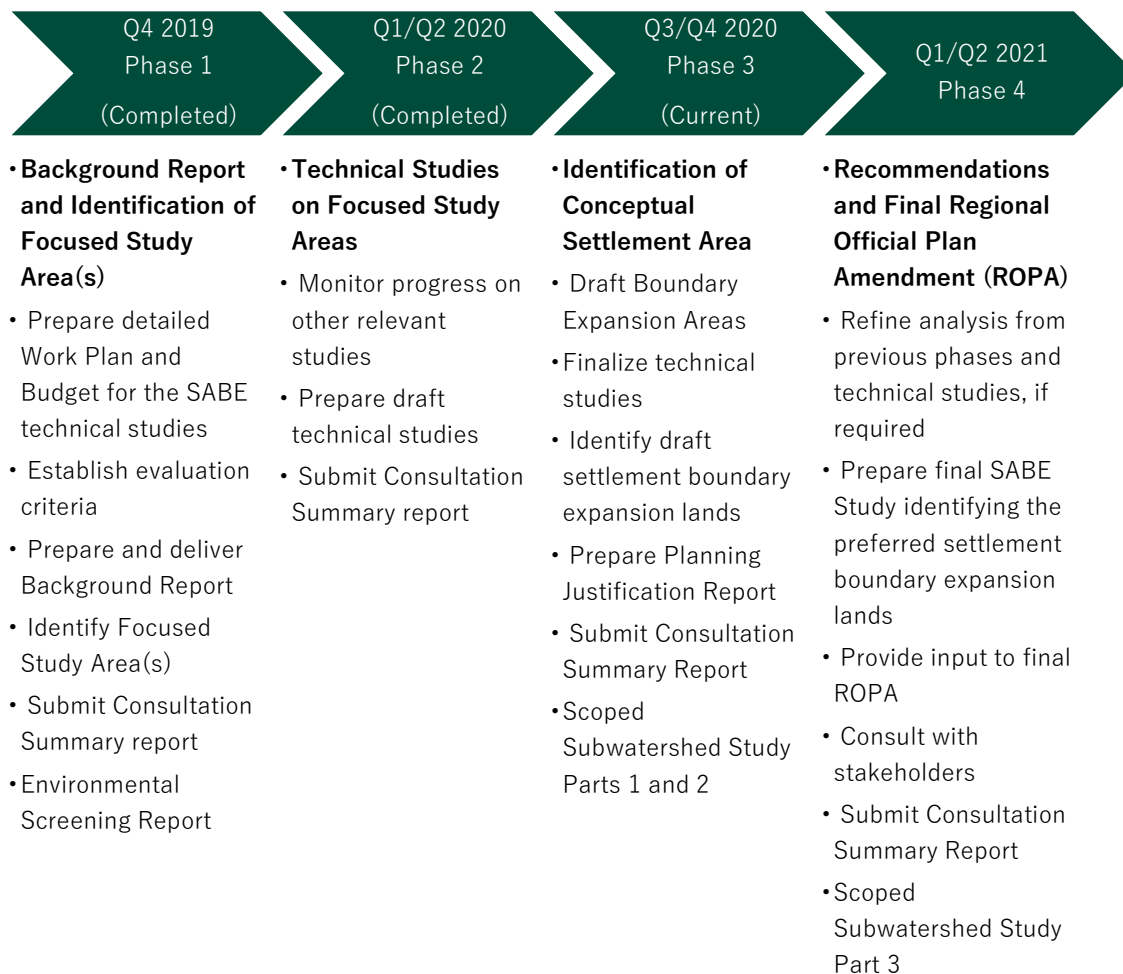 Q4 2019
Phase 1
(Completed)
Q1/Q2 2020
Phase 2
(Completed)
Q3/Q4 2020
Phase 3
(Current)
Q1/Q2 2021
Phase 4
•Background Report
and Identification of
Focused Study
Area(s)
• Prepare detailed
Work Plan and
Budget for the SABE
technical studies
• Establish evaluation
criteria
• Prepare and deliver
Background Report
• Identify Focused
Study Area(s)
• Submit Consultation
Summary report
•Environmental
Screening Report
•Technical Studies
on Focused Study
Areas
• Monitor progress on
other relevant
studies
• Prepare draft
technical studies
• Submit Consultation
Summary report
•Identification of
Conceptual
Settlement Area
• Draft Boundary
Expansion Areas
•Finalize technical
studies
• Identify draft
settlement boundary
expansion lands
• Prepare Planning
Justification Report
• Submit Consultation
Summary Report
•Scoped
Subwatershed Study
Parts 1 and 2
•Recommendations
and Final Regional
Official Plan
Amendment (ROPA)
• Refine analysis from
previous phases and
technical studies, if
required
• Prepare final SABE
Study identifying the
preferred settlement
boundary expansion
lands
• Provide input to final
ROPA
• Consult with
stakeholders
• Submit Consultation
Summary Report
•Scoped
Subwatershed Study
Part 3